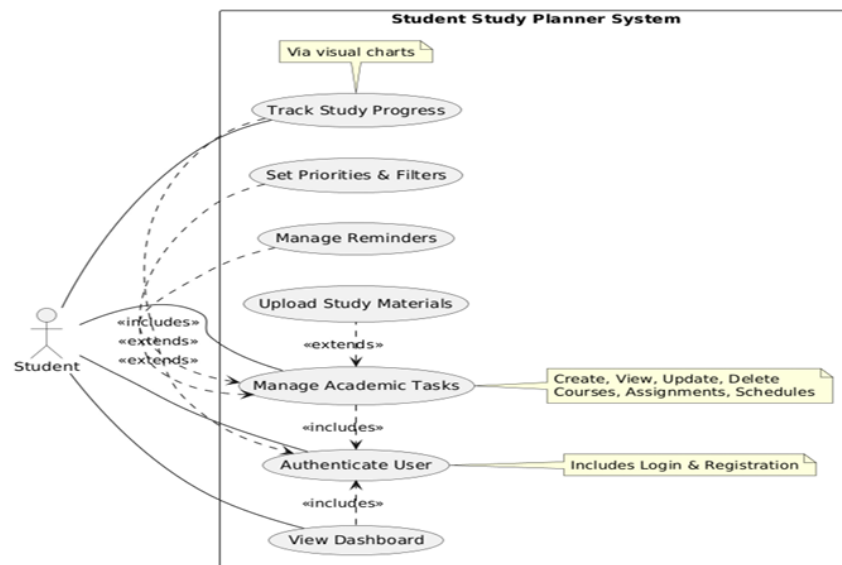 Student Study Planner System
Via visual charts
Track Study Progress
Set Priorities & Filters
Manage Reminders
Upload Study Materials
«includes»
«extends»
«extends»
«extends»
Student
Manage Academic Tasks
Create, View, Update, Delete
Courses, Assignments, Schedules
«includes»
Authenticate User
Includes Login & Registration
«includes»
View Dashboard